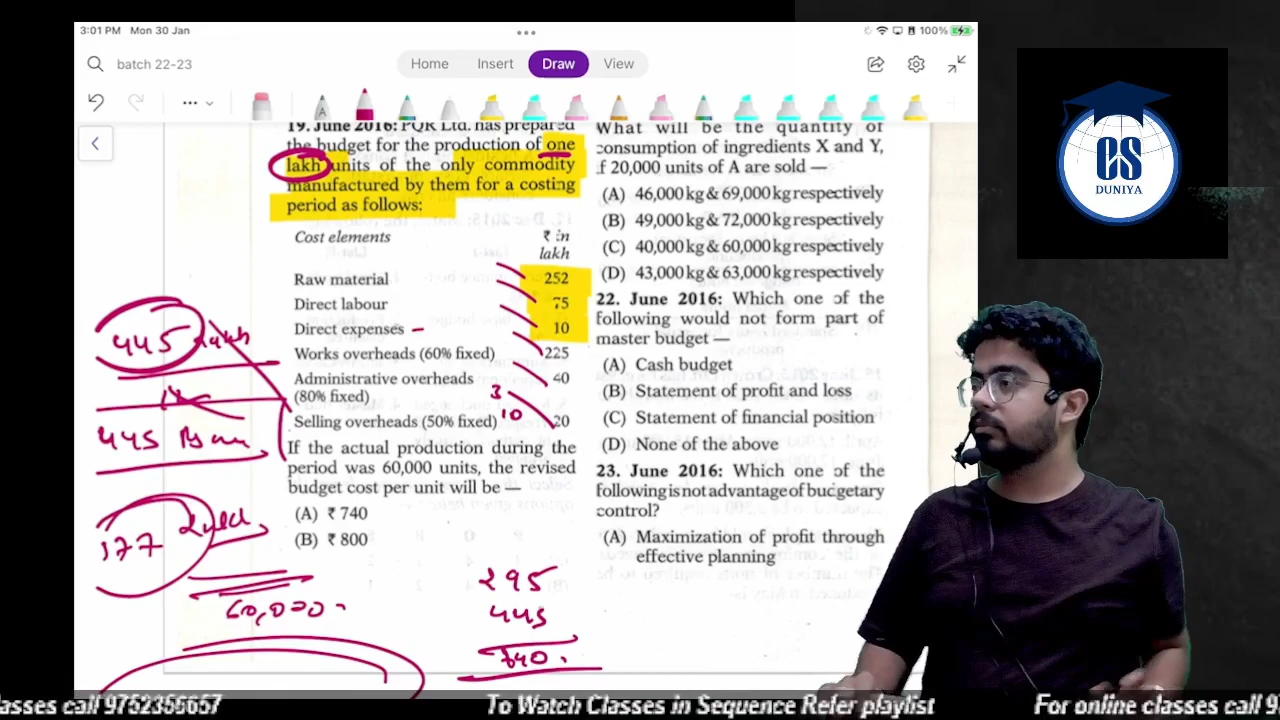 3:01 PM Mon 30 Jan
100%
batch 22-23
Home Insert Draw View
19. June 2016: PQR Ltd. has prepared
the budget for the production of one
lakh units of the only commodity
manufactured by them for a costing
period as follows:
Cost elements ₹ in
lakh
Raw material 252
Direct labour 75
Direct expenses 10
Works overheads (60% fixed) 225
Administrative overheads 40
(80% fixed)
Selling overheads (50% fixed) 20
3
10
If the actual production during the
period was 60,000 units, the revised
budget cost per unit will be —
(A) ₹ 740
(B) ₹ 800
445 lakh
445 
177 
60,000
295
445
740.
What will be the quantity of
consumption of ingredients X and Y,
if 20,000 units of A are sold —
(A) 46,000 kg & 69,000 kg respectively
(B) 49,000 kg & 72,000 kg respectively
(C) 40,000 kg & 60,000 kg respectively
(D) 43,000 kg & 63,000 kg respectively
22. June 2016: Which one of the
following would not form part of
master budget —
(A) Cash budget
(B) Statement of profit and loss
(C) Statement of financial position
(D) None of the above
23. June 2016: Which one of the
following is not advantage of budgetary
control?
(A) Maximization of profit through
effective planning
CS
DUNIYA
asses call 9752356657 To Watch Classes in Sequence Refer playlist For online classes call 9